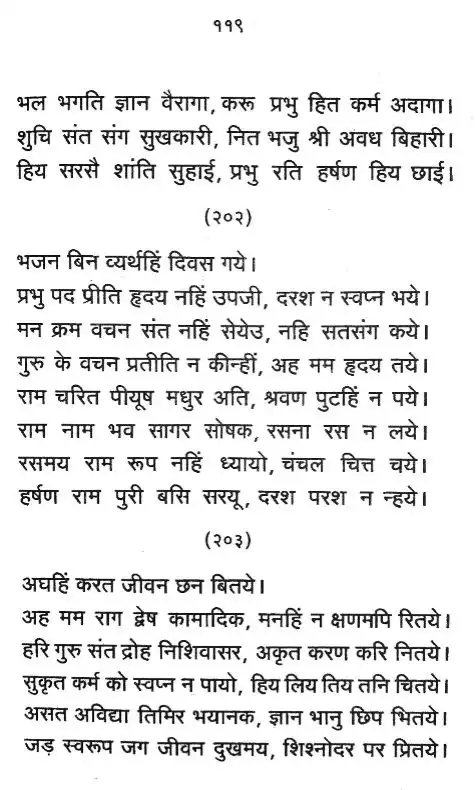 ११९
भल भगति ज्ञान वैरागा, करू प्रभु हित कर्म अदागा।
शुचि संत संग सुखकारी, नित भजु श्री अवध बिहारी।
हिय सरसै शांति सुहाई, प्रभु रति हर्षण हिय छाई।
(२०२)
भजन बिन व्यर्थहिं दिवस गये।
प्रभु पद प्रीति हृदय नहिं उपजी, दरश न स्वप्न भये।
मन क्रम वचन संत नहिं सेयेउ, नहि सतसंग कये।
गुरु के वचन प्रतीति न कीन्हीं, अह मम हृदय तये।
राम चरित पीयूष मधुर अति, श्रवण पुटहिं न पये।
राम नाम भव सागर सोषक, रसना रस न लये।
रसमय राम रूप नहिं ध्यायो, चंचल चित्त चये।
हर्षण राम पुरी बसि सरयू, दरश परश न न्हये।
(२०३)
अघहिं करत जीवन छन बितये।
अह मम राग द्वेष कामादिक, मनहिं न क्षणमपि रितये।
हरि गुरु संत द्रोह निशिवासर, अकृत करण करि नितये।
सुकृत कर्म को स्वप्न न पायो, हिय लिय तिय तनि चितये।
असत अविद्या तिमिर भयानक, ज्ञान भानु छिप भितये।
जड़ स्वरूप जग जीवन दुखमय, शिश्नोदर पर प्रितये।